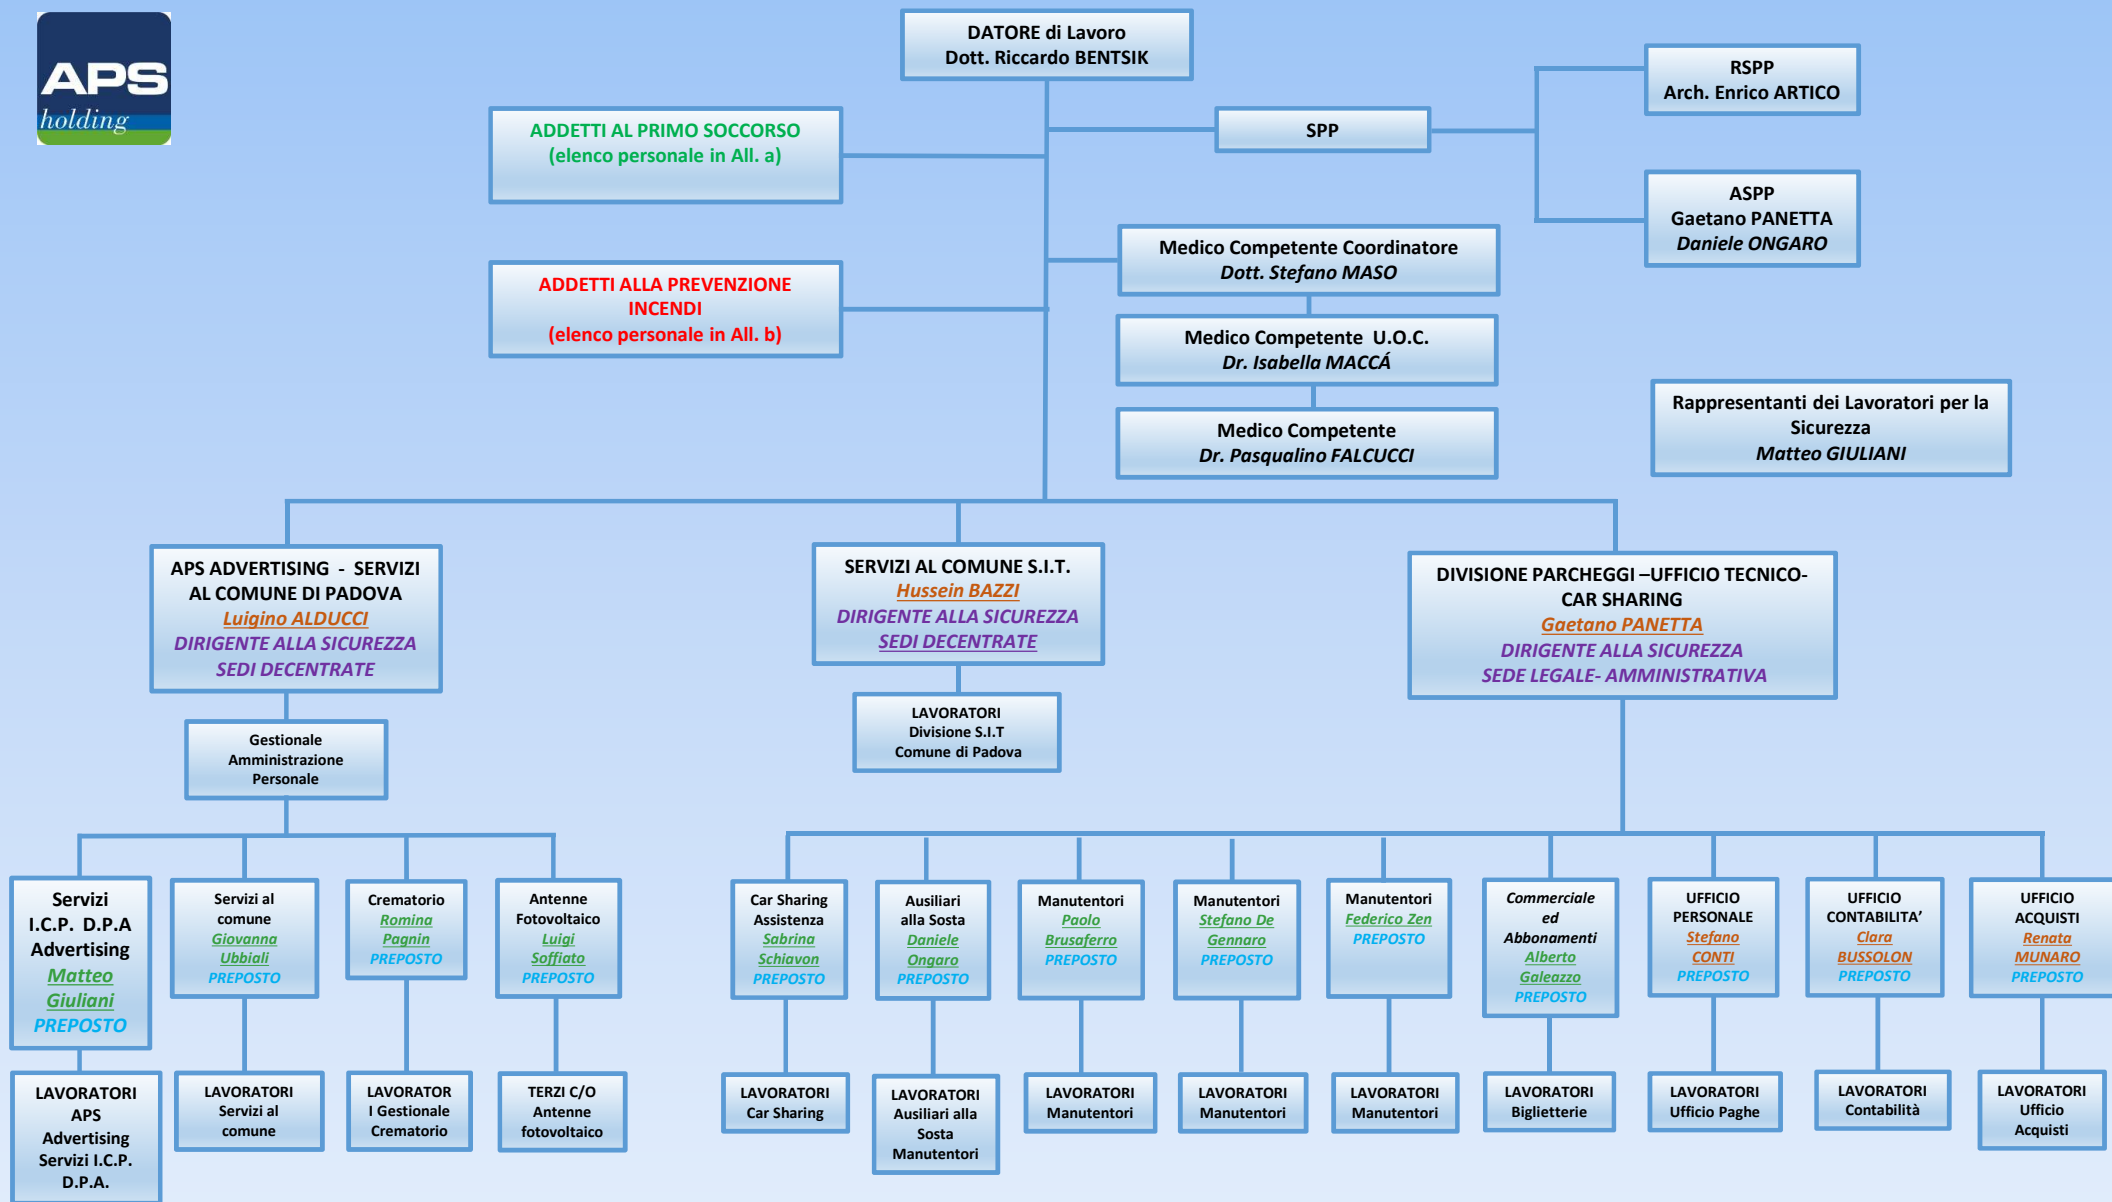 APS
holding
DATORE di Lavoro
Dott. Riccardo BENTSIK
RSPP
Arch. Enrico ARTICO
SPP
ADDETTI AL PRIMO SOCCORSO
(elenco personale in All. a)
ASPP
Gaetano PANETTA
Daniele ONGARO
Medico Competente Coordinatore
Dott. Stefano MASO
ADDETTI ALLA PREVENZIONE
INCENDI
(elenco personale in All. b)
Medico Competente U.O.C.
Dr. Isabella MACCÁ
Medico Competente
Dr. Pasqualino FALCUCCI
Rappresentanti dei Lavoratori per la
Sicurezza
Matteo GIULIANI
APS ADVERTISING - SERVIZI
AL COMUNE DI PADOVA
Luigino ALDUCCI
DIRIGENTE ALLA SICUREZZA
SEDI DECENTRATE
SERVIZI AL COMUNE S.I.T.
Hussein BAZZI
DIRIGENTE ALLA SICUREZZA
SEDI DECENTRATE
DIVISIONE PARCHEGGI –UFFICIO TECNICO-
CAR SHARING
Gaetano PANETTA
DIRIGENTE ALLA SICUREZZA
SEDE LEGALE- AMMINISTRATIVA
Gestionale
Amministrazione
Personale
LAVORATORI
Divisione S.I.T
Comune di Padova
Servizi
I.C.P. D.P.A
Advertising
Matteo
Giuliani
PREPOSTO
Servizi al
comune
Giovanna
Ubbiali
PREPOSTO
Crematorio
Romina
Pagnin
PREPOSTO
Antenne
Fotovoltaico
Luigi
Soffiato
PREPOSTO
Car Sharing
Assistenza
Sabrina
Schiavon
PREPOSTO
Ausiliari
alla Sosta
Daniele
Ongaro
PREPOSTO
Manutentori
Paolo
Brusaferro
PREPOSTO
Manutentori
Stefano De
Gennaro
PREPOSTO
Manutentori
Federico Zen
PREPOSTO
Commerciale
ed
Abbonamenti
Alberto
Galeazzo
PREPOSTO
UFFICIO
PERSONALE
Stefano
CONTI
PREPOSTO
UFFICIO
CONTABILITA’
Clara
BUSSOLON
PREPOSTO
UFFICIO
ACQUISTI
Renata
MUNARO
PREPOSTO
LAVORATORI
APS
Advertising
Servizi I.C.P.
D.P.A.
LAVORATORI
Servizi al
comune
LAVORATOR
I Gestionale
Crematorio
TERZI C/O
Antenne
fotovoltaico
LAVORATORI
Car Sharing
LAVORATORI
Ausiliari alla
Sosta
Manutentori
LAVORATORI
Manutentori
LAVORATORI
Manutentori
LAVORATORI
Manutentori
LAVORATORI
Biglietterie
LAVORATORI
Ufficio Paghe
LAVORATORI
Contabilità
LAVORATORI
Ufficio
Acquisti